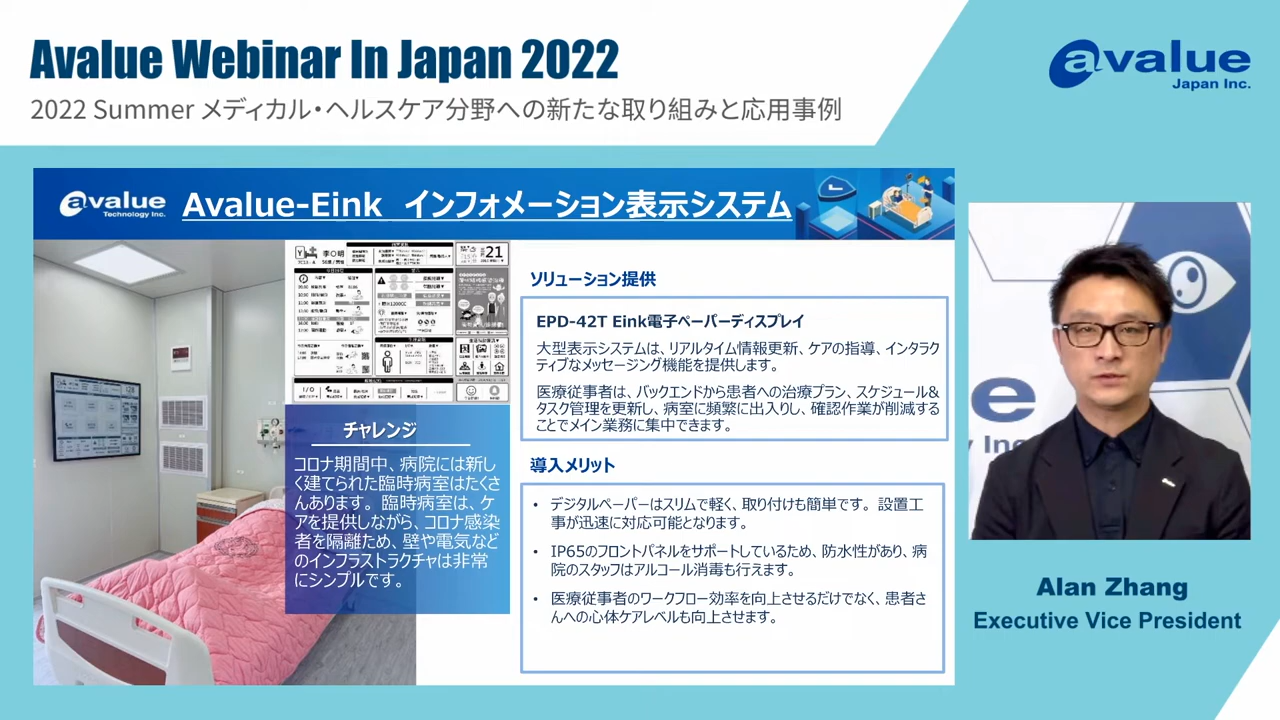 Avalue Webinar In Japan 2022
2022 Summer メディカル・ヘルスケア分野への新たな取り組みと応用事例
avalue
Japan Inc.
avalue
Technology Inc.
Avalue-Eink インフォメーション表示システム
李〇明
21
チャレンジ
コロナ期間中、病院には新し
く建てられた臨時病室はたくさ
んあります。臨時病室は、ケ
アを提供しながら、コロナ感染
者を隔離ため、壁や電気など
のインフラストラクチャは非常
にシンプルです。
ソリューション提供
EPD-42T Eink電子ペーパーディスプレイ
大型表示システムは、リアルタイム情報更新、ケアの指導、インタラク
ティブなメッセージング機能を提供します。
医療従事者は、バックエンドから患者への治療プラン、スケジュール&
タスク管理を更新し、病室に頻繁に出入りし、確認作業が削減する
ことでメイン業務に集中できます。
導入メリット
• デジタルペーパーはスリムで軽く、取り付けも簡単です。設置工
事が迅速に対応可能となります。
• IP65のフロントパネルをサポートしているため、防水性があり、病
院のスタッフはアルコール消毒も行えます。
• 医療従事者のワークフロー効率を向上させるだけでなく、患者さ
んへの心体ケアレベルも向上させます。
Alan Zhang
Executive Vice President